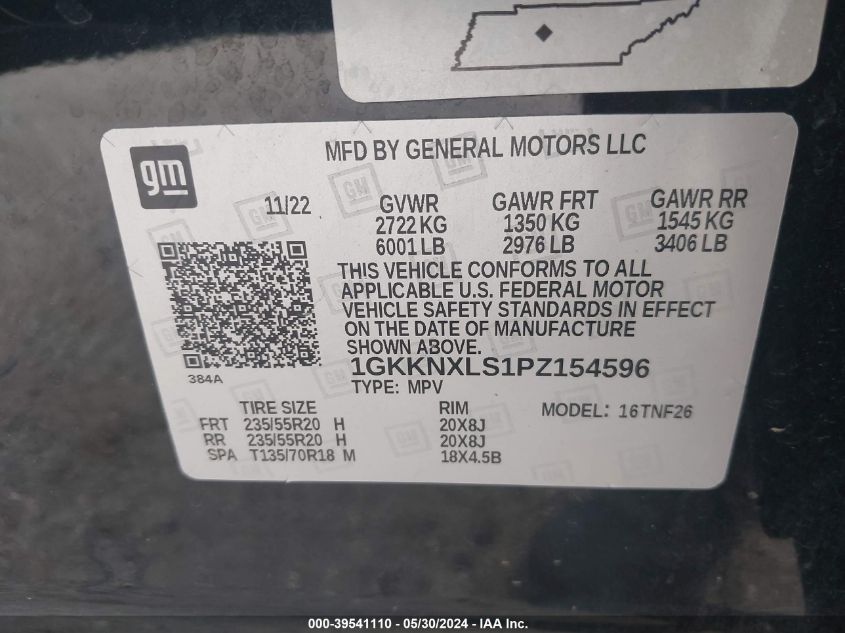 gm
MFD BY GENERAL MOTORS LLC
11/22 GVWR GAWR FRT GAWR RR
2722 KG 1350 KG 1545 KG
6001 LB 2976 LB 3406 LB
THIS VEHICLE CONFORMS TO ALL
APPLICABLE U.S. FEDERAL MOTOR
VEHICLE SAFETY STANDARDS IN EFFECT
ON THE DATE OF MANUFACTURE
SHOWN ABOVE.
1GKKNXLS1PZ154596
384A
TYPE: MPV
TIRE SIZE RIM MODEL: 16TNF26
FRT 235/55R20 H 20X8J
RR 235/55R20 H 20X8J
SPA T135/70R18 M 18X4.5B
000-39541110 - 05/30/2024 - IAA Inc.